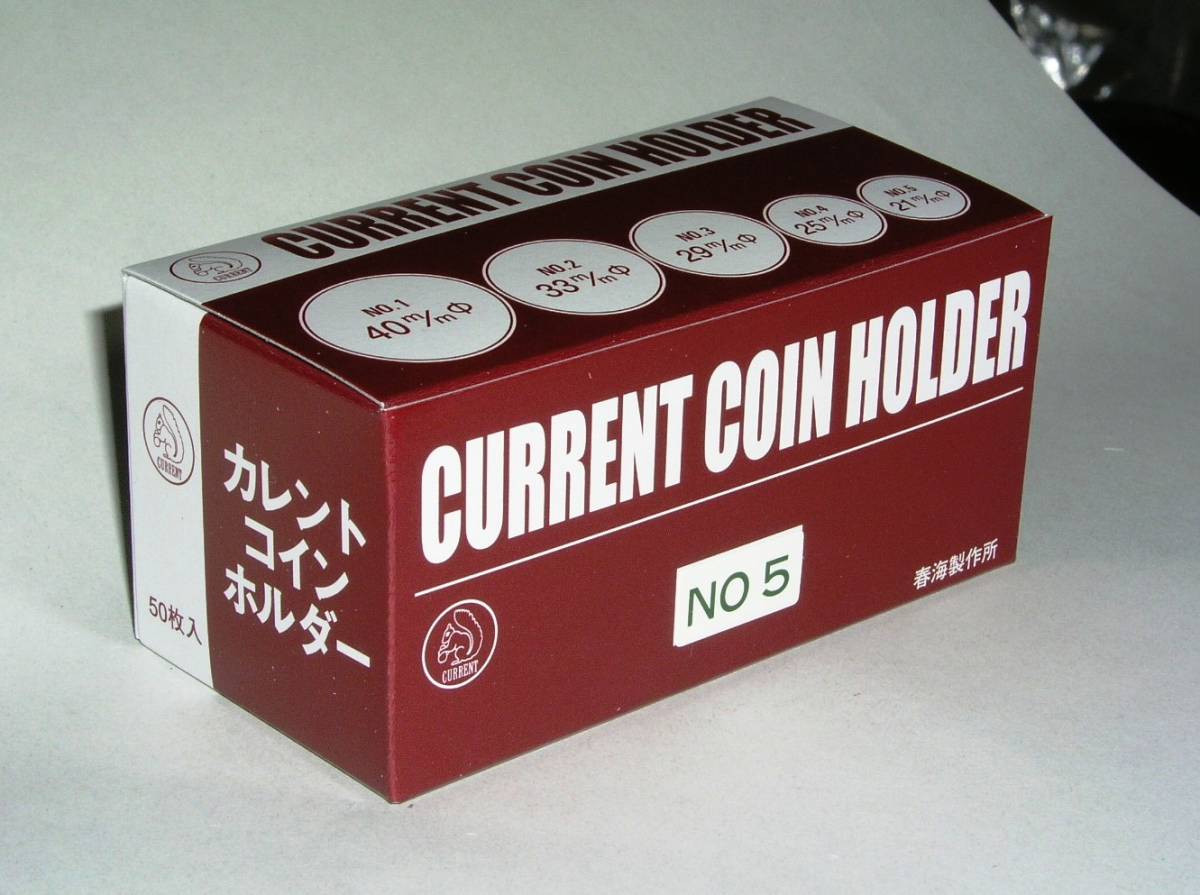 CURRENT COIN HOLDER
CURRENT
NO.1
40m/mΦ
NO.2
33m/mΦ
NO.3
29m/mΦ
NO.4
25m/mΦ
NO.5
21m/mΦ
CURRENT
カレント
コイン
ホルダー
50枚入
CURRENT COIN HOLDER
CURRENT
NO 5
春海製作所